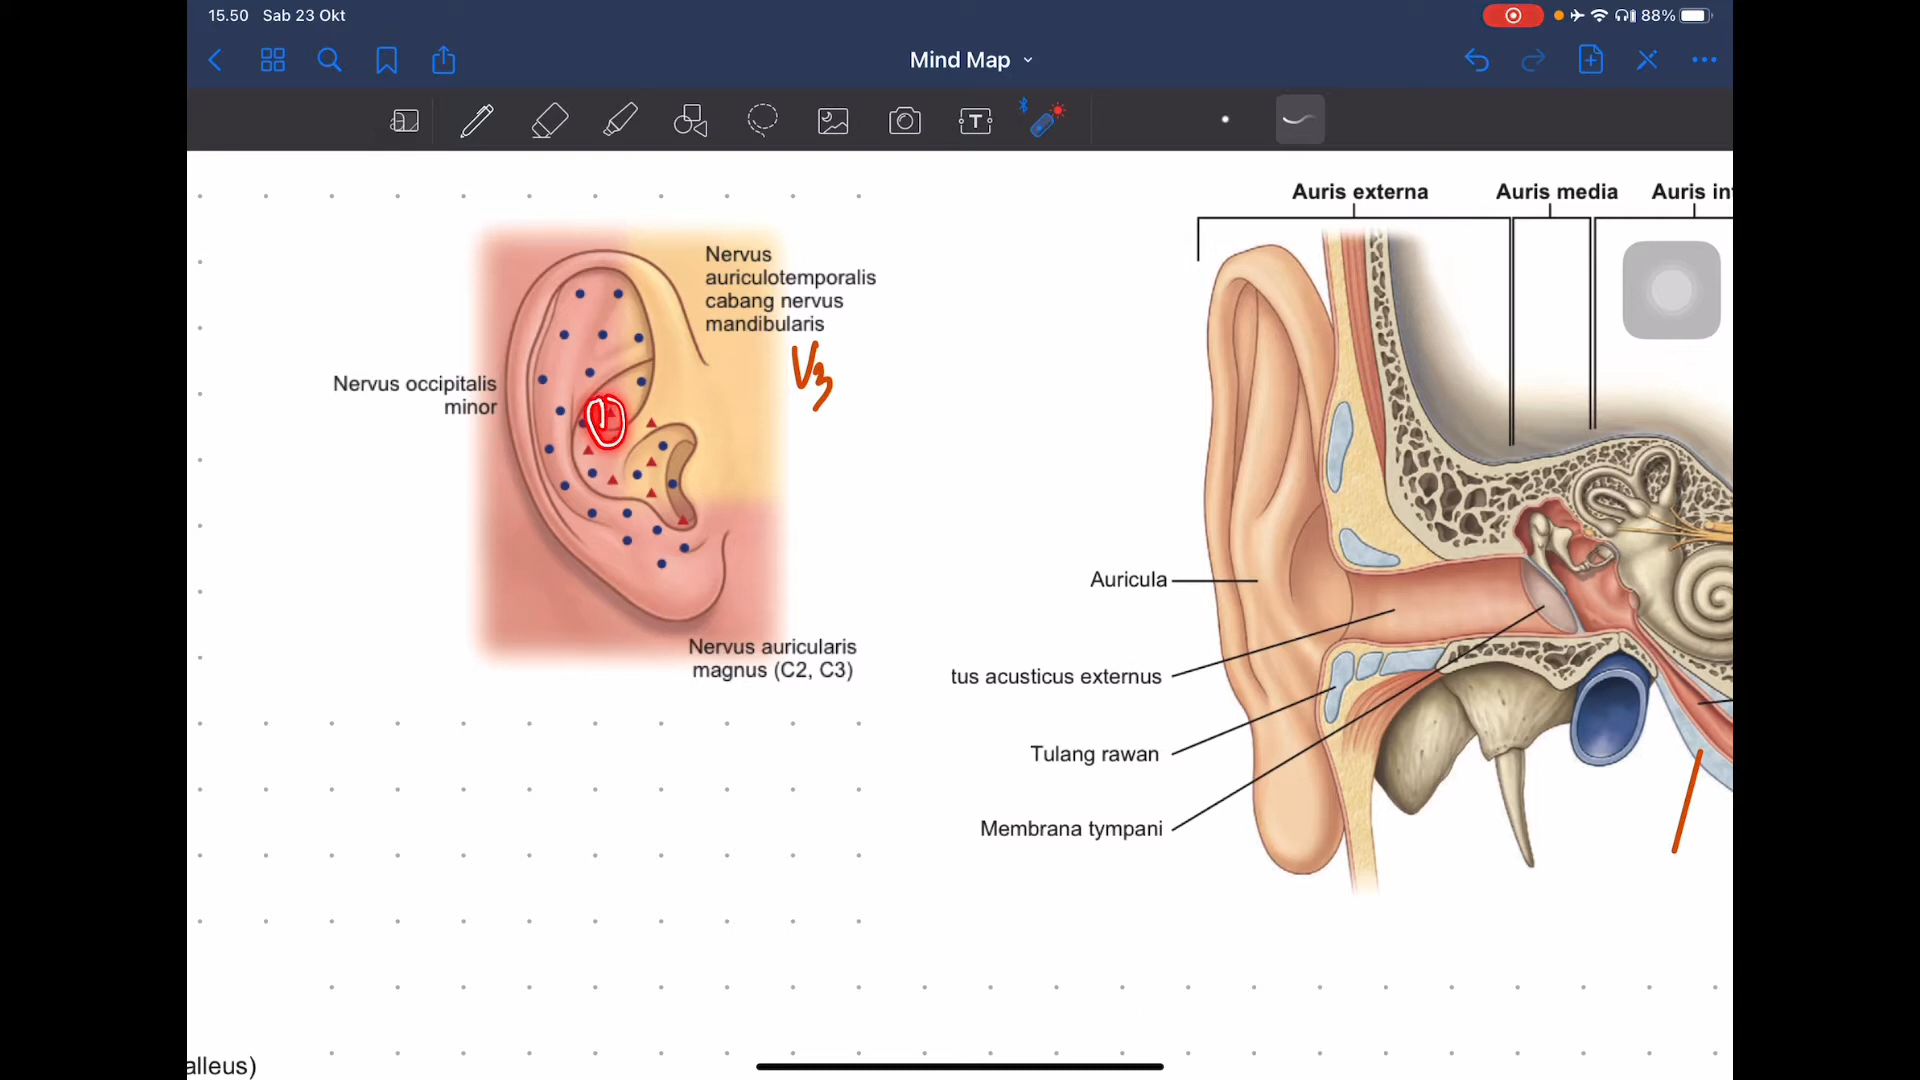 15.50 Sab 23 Okt
88%
Mind Map
T
Auris externa
Auris media
Auris in
Nervus
auriculotemporalis
cabang nervus
mandibularis
V3
Nervus occipitalis
minor
Nervus auricularis
magnus (C2, C3)
Auricula
tus acusticus externus
Tulang rawan
Membrana tympani
alleus)